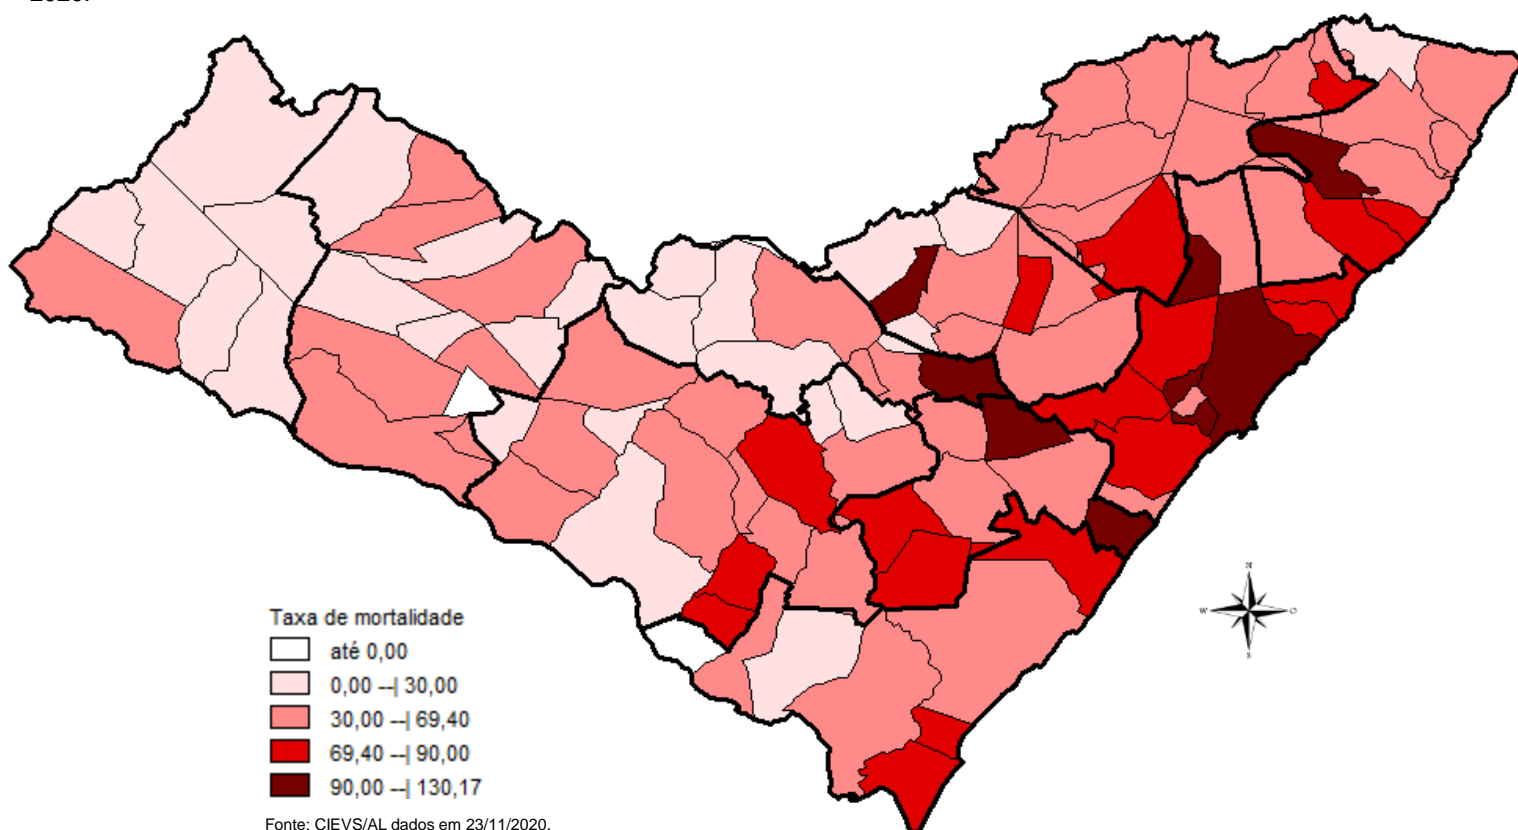 2020.
Taxa de mortalidade
até 0,00
0,00 --| 30,00
30,00 --| 69,40
69,40 --| 90,00
90,00 --| 130,17
Fonte: CIEVS/AL dados em 23/11/2020.
N
W
O
S